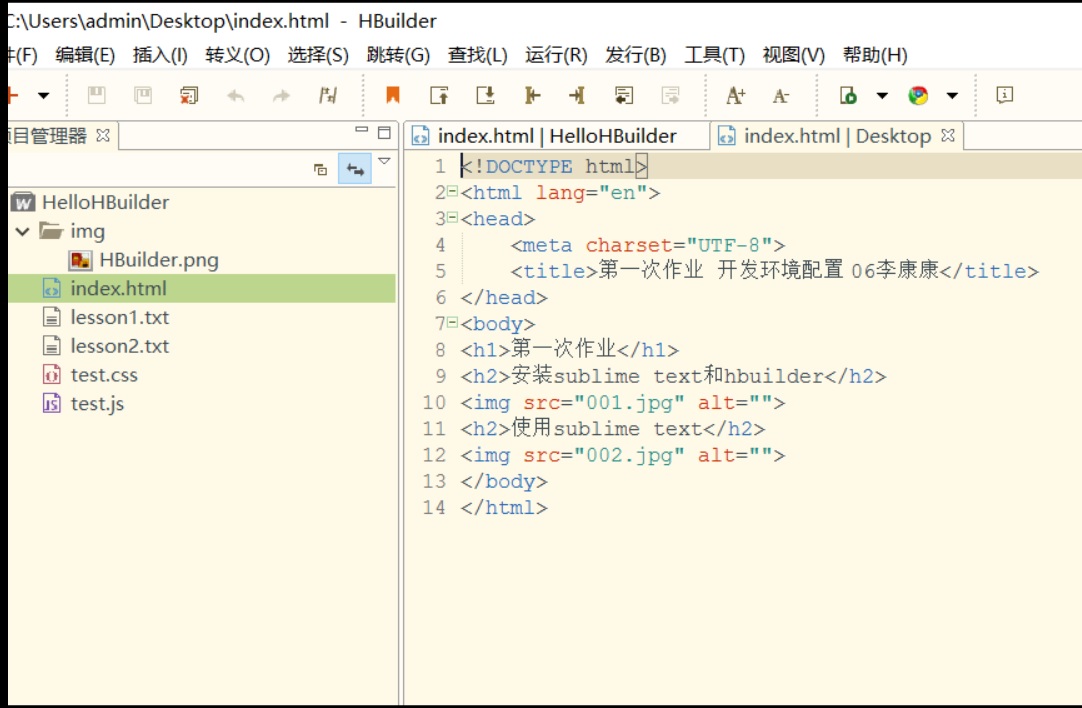 C:\Users\admin\Desktop\index.html - HBuilder
件(F) 编辑(E) 插入(I) 转义(O) 选择(S) 跳转(G) 查找(L) 运行(R) 发行(B) 工具(T) 视图(V) 帮助(H)
项目管理器
index.html | HelloHBuilder
index.html | Desktop
HelloHBuilder
img
HBuilder.png
index.html
lesson1.txt
lesson2.txt
test.css
test.js
1 <!DOCTYPE html>
2 <html lang="en">
3 <head>
4 <meta charset="UTF-8">
5 <title>第一次作业 开发环境配置 06李康康</title>
6 </head>
7 <body>
8 <h1>第一次作业</h1>
9 <h2>安装sublime text和hbuilder</h2>
10 <img src="001.jpg" alt="">
11 <h2>使用sublime text</h2>
12 <img src="002.jpg" alt="">
13 </body>
14 </html>